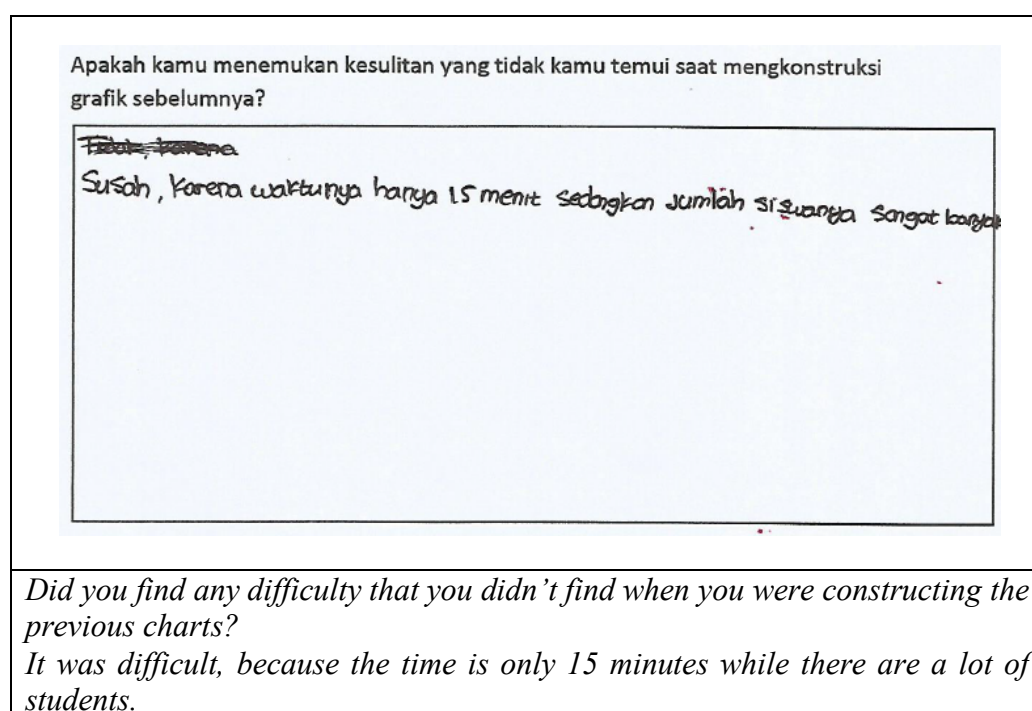 Apakah kamu menemukan kesulitan yang tidak kamu temui saat mengkonstruksi
grafik sebelumnya?
Tidak, karena
Susah, karena waktunya hanya 15 menit sedangkan jumlah siswanya sangat banyak
Did you find any difficulty that you didn’t find when you were constructing the
previous charts?
It was difficult, because the time is only 15 minutes while there are a lot of
students.